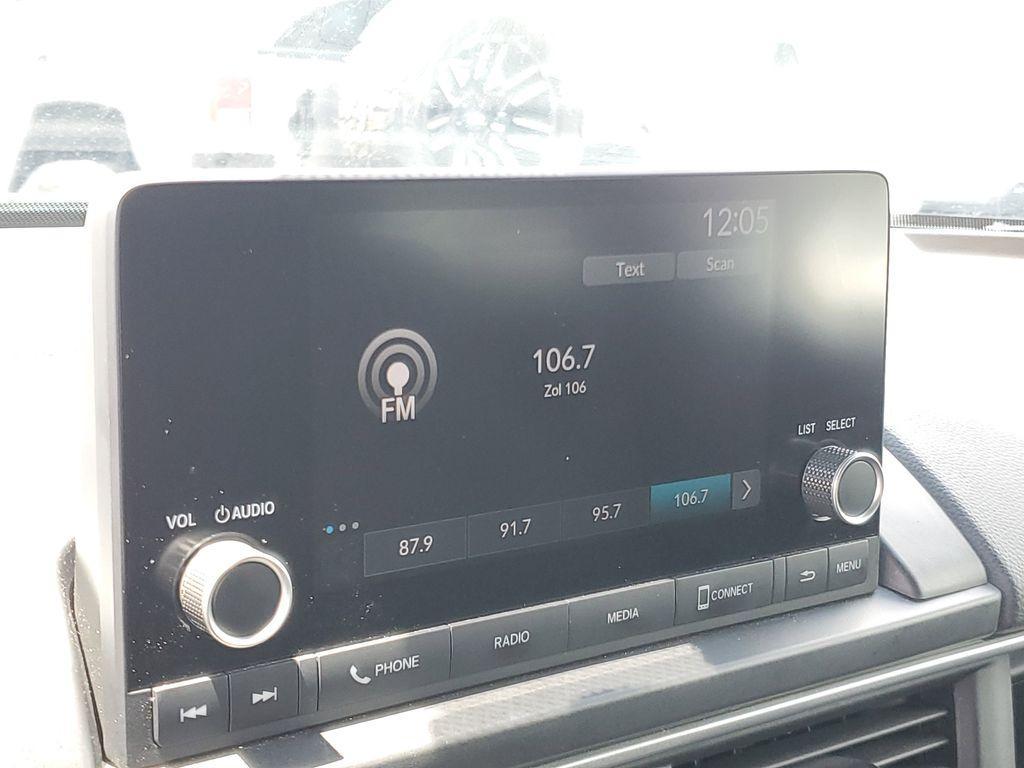 12:05
Text Scan
106.7
Zol 106
FM
LIST SELECT
VOL AUDIO
87.9 91.7 95.7 106.7
PHONE RADIO MEDIA CONNECT MENU